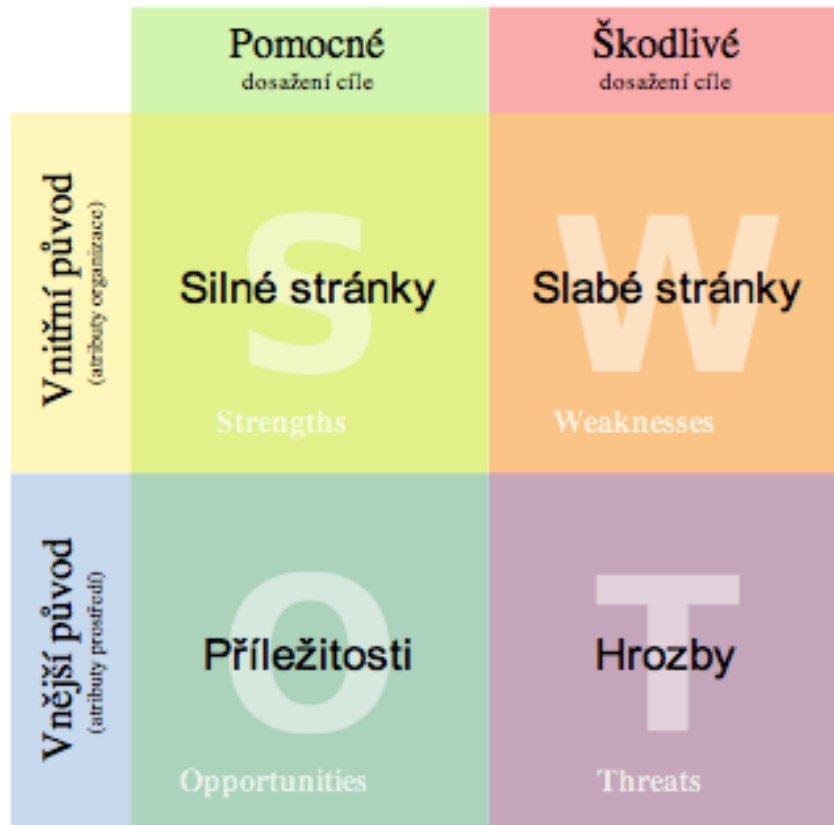 Pomocné
dosažení cíle
Škodlivé
dosažení cíle
Vnitřní původ
(atributy organizace)
S
Silné stránky
Strengths
W
Slabé stránky
Weaknesses
Vnější původ
(atributy prostředí)
O
Příležitosti
Opportunities
T
Hrozby
Threats